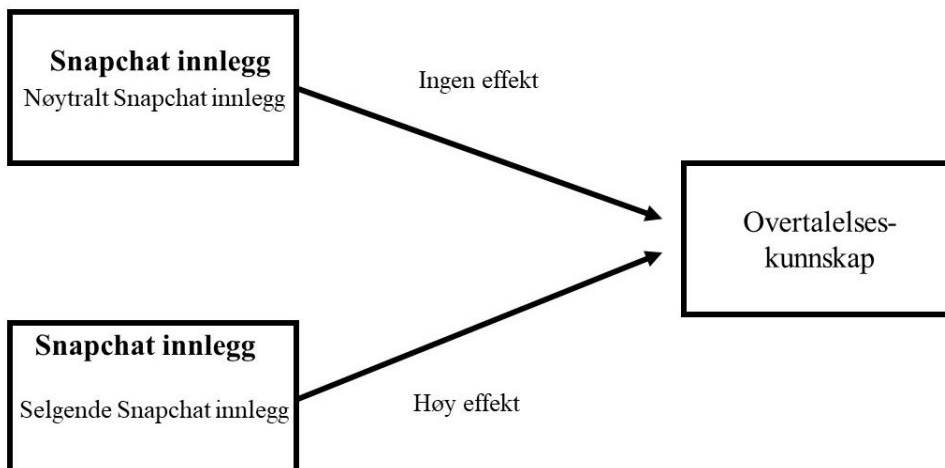 Snapchat innlegg
Nøytralt Snapchat innlegg
Ingen effekt
Overtalelses-
kunnskap
Snapchat innlegg
Selgende Snapchat innlegg
Høy effekt